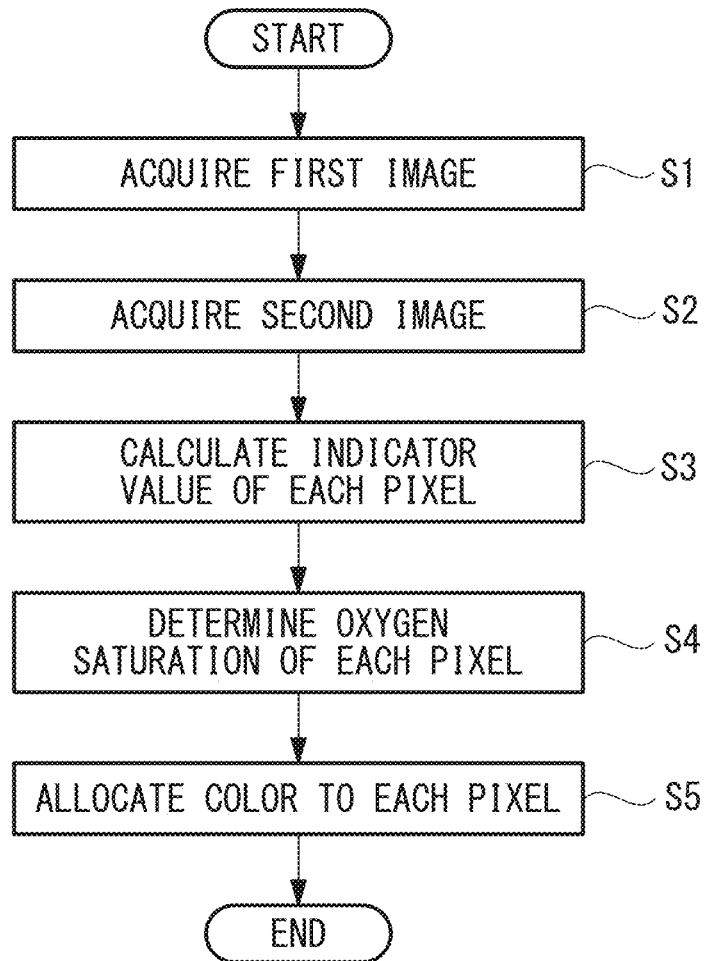 START
ACQUIRE FIRST IMAGE
S1
ACQUIRE SECOND IMAGE
S2
CALCULATE INDICATOR
VALUE OF EACH PIXEL
S3
DETERMINE OXYGEN
SATURATION OF EACH PIXEL
S4
ALLOCATE COLOR TO EACH PIXEL
S5
END